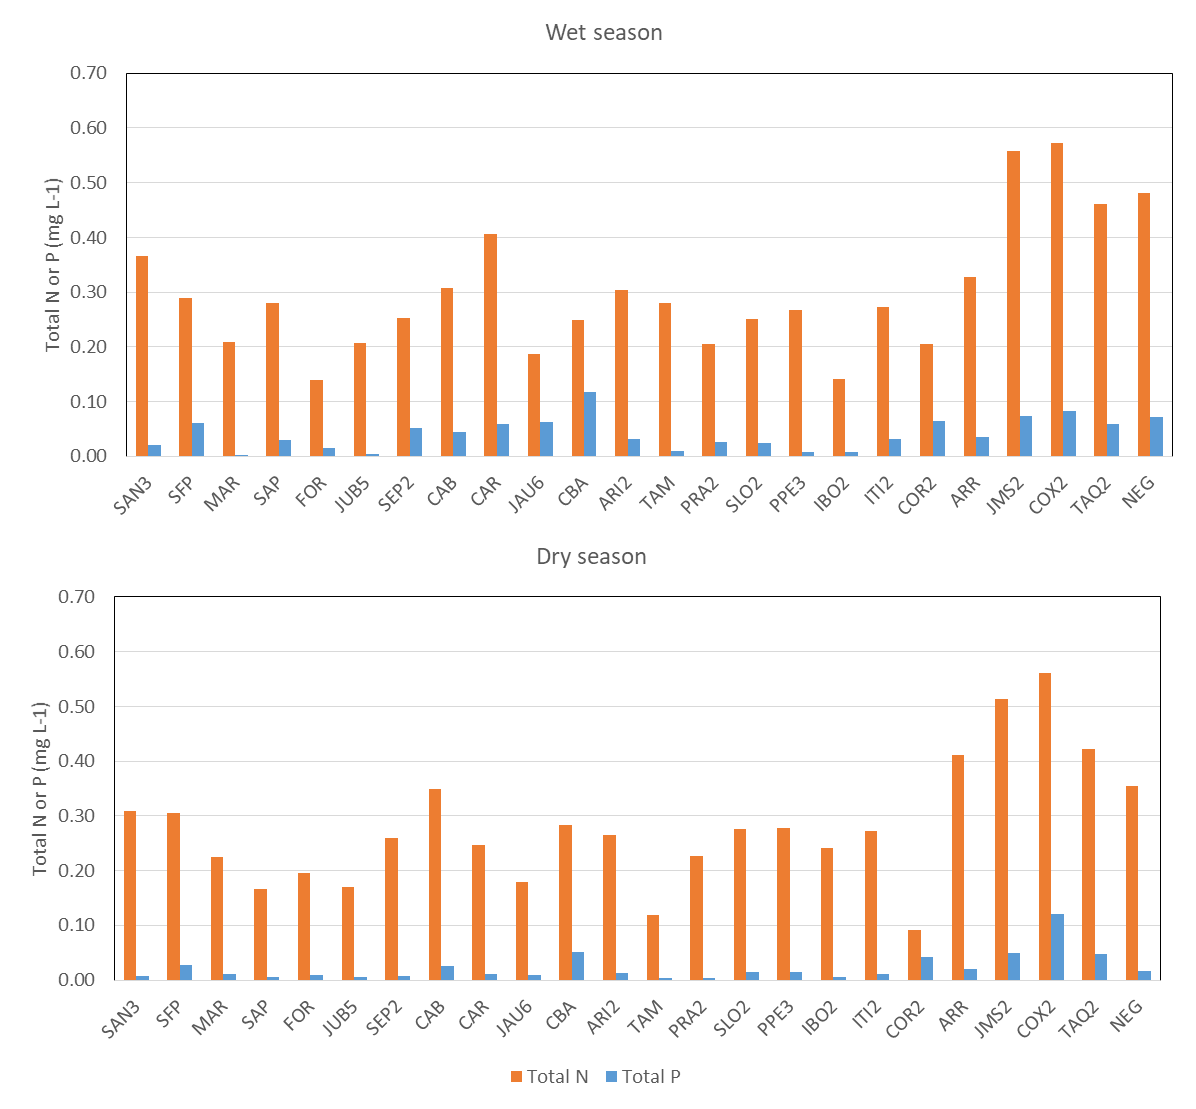 Wet season
Total N or P (mg L-1)
0.70
0.60
0.50
0.40
0.30
0.20
0.10
0.00
SAN3 SFP MAR SAP FOR JUB5 SEP2 CAB CAR JAU6 CBA ARI2 TAM PRA2 SLO2 PPE3 IBO2 ITI2 COR2 ARR JMS2 COX2 TAQ2 NEG
Dry season
Total N or P (mg L-1)
0.70
0.60
0.50
0.40
0.30
0.20
0.10
0.00
SAN3 SFP MAR SAP FOR JUB5 SEP2 CAB CAR JAU6 CBA ARI2 TAM PRA2 SLO2 PPE3 IBO2 ITI2 COR2 ARR JMS2 COX2 TAQ2 NEG
Total N Total P